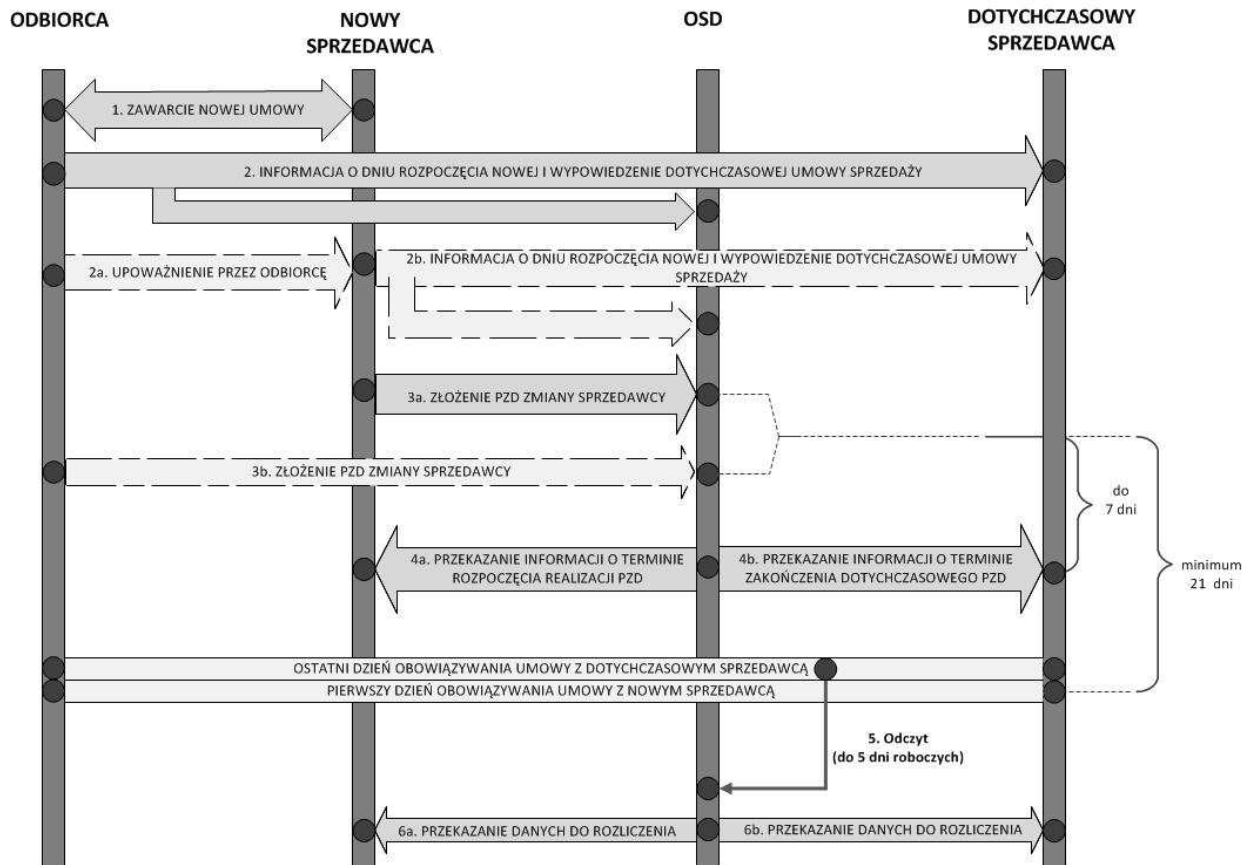 ODBIORCA
NOWY
SPRZEDAWCA
OSD
DOTYCHCZASOWY
SPRZEDAWCA
1. ZAWARCIE NOWEJ UMOWY
2. INFORMACJA O DNIU ROZPOCZĘCIA NOWEJ I WYPOWIEDZENIE DOTYCHCZASOWEJ UMOWY SPRZEDAŻY
2a. UPOWAŻNIENIE PRZEZ ODBIORCĘ
2b. INFORMACJA O DNIU ROZPOCZĘCIA NOWEJ I WYPOWIEDZENIE DOTYCHCZASOWEJ UMOWY
SPRZEDAŻY
3a. ZŁOŻENIE PZD ZMIANY SPRZEDAWCY
3b. ZŁOŻENIE PZD ZMIANY SPRZEDAWCY
do
7 dni
4a. PRZEKAZANIE INFORMACJI O TERMINIE
ROZPOCZĘCIA REALIZACJI PZD
4b. PRZEKAZANIE INFORMACJI O TERMINIE
ZAKOŃCZENIA DOTYCHCZASOWEGO PZD
minimum
21 dni
OSTATNI DZIEŃ OBOWIĄZYWANIA UMOWY Z DOTYCHCZASOWYM SPRZEDAWCĄ
PIERWSZY DZIEŃ OBOWIĄZYWANIA UMOWY Z NOWYM SPRZEDAWCĄ
5. Odczyt
(do 5 dni roboczych)
6a. PRZEKAZANIE DANYCH DO ROZLICZENIA
6b. PRZEKAZANIE DANYCH DO ROZLICZENIA